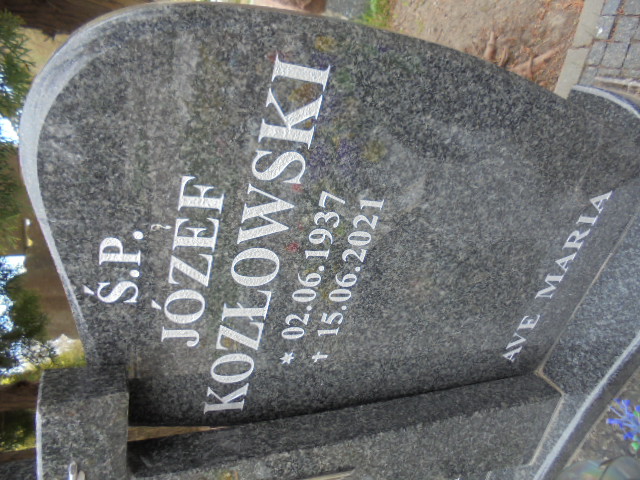 Ś.P.
JÓZEF
KOZŁOWSKI
* 02.06.1937
† 15.06.2021
AVE MARIA